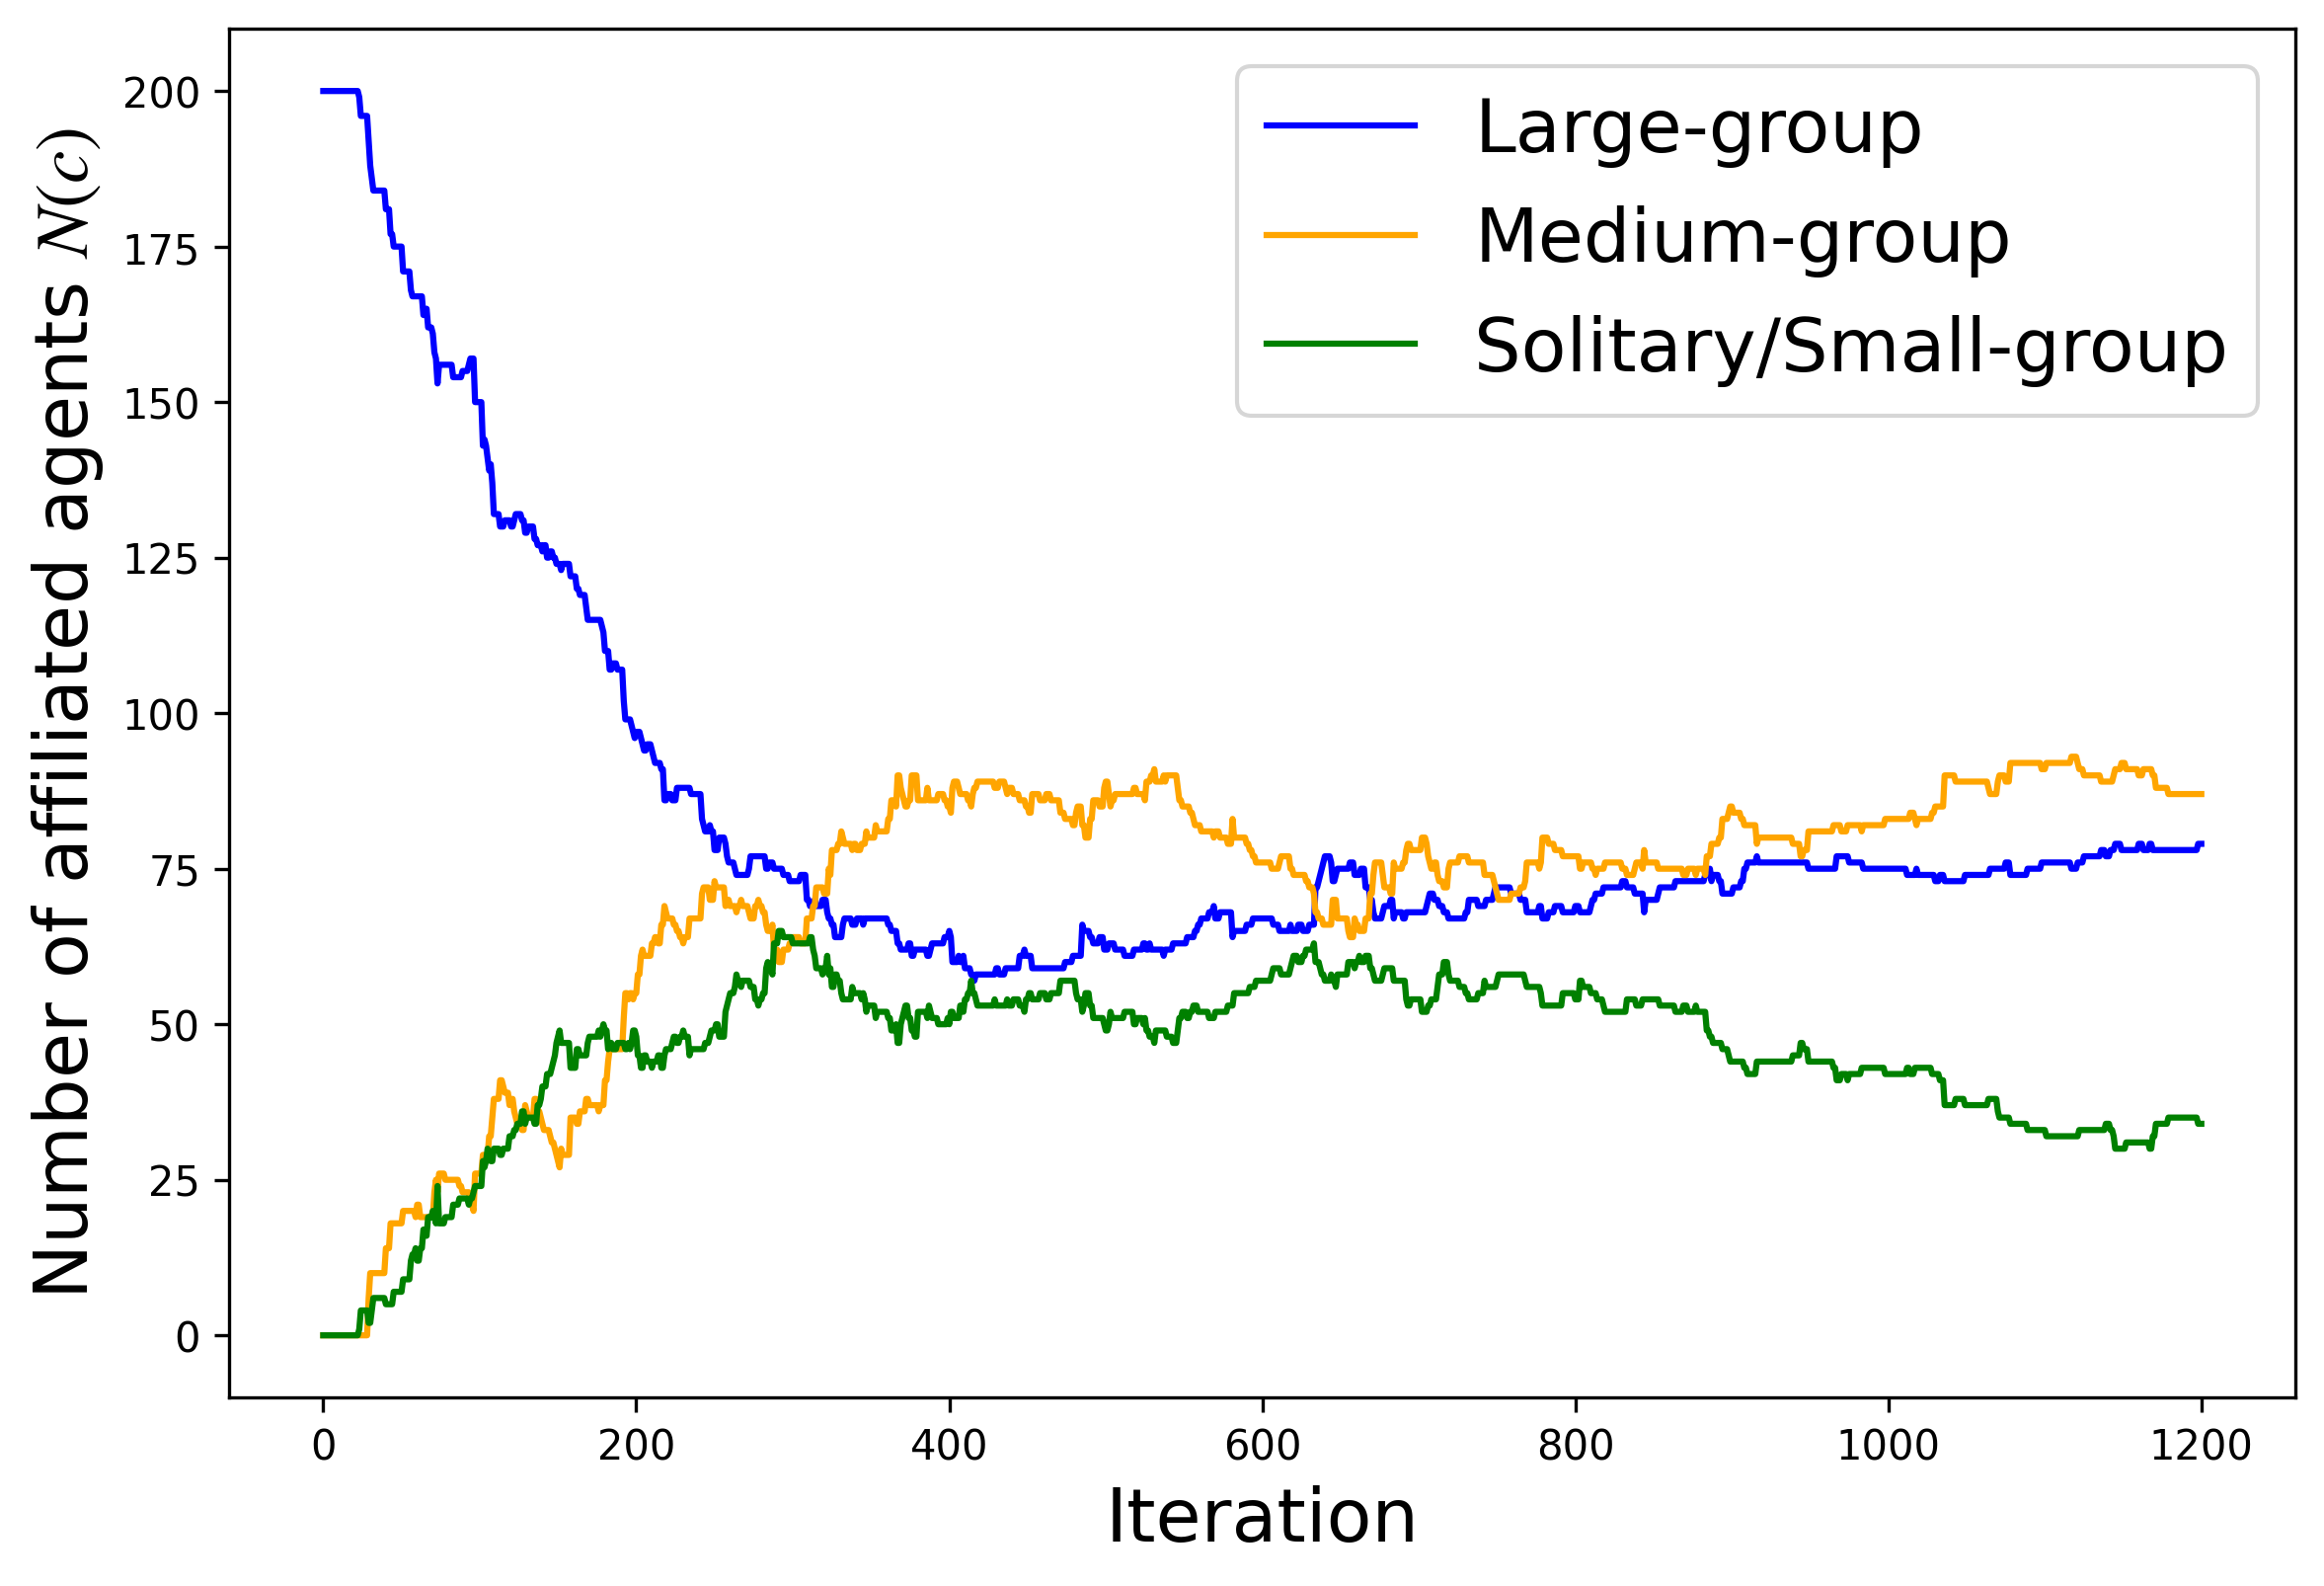 Number of affiliated agents N(c)
200
175
150
125
100
75
50
25
0
Large-group
Medium-group
Solitary/Small-group
0 200 400 600 800 1000 1200
Iteration